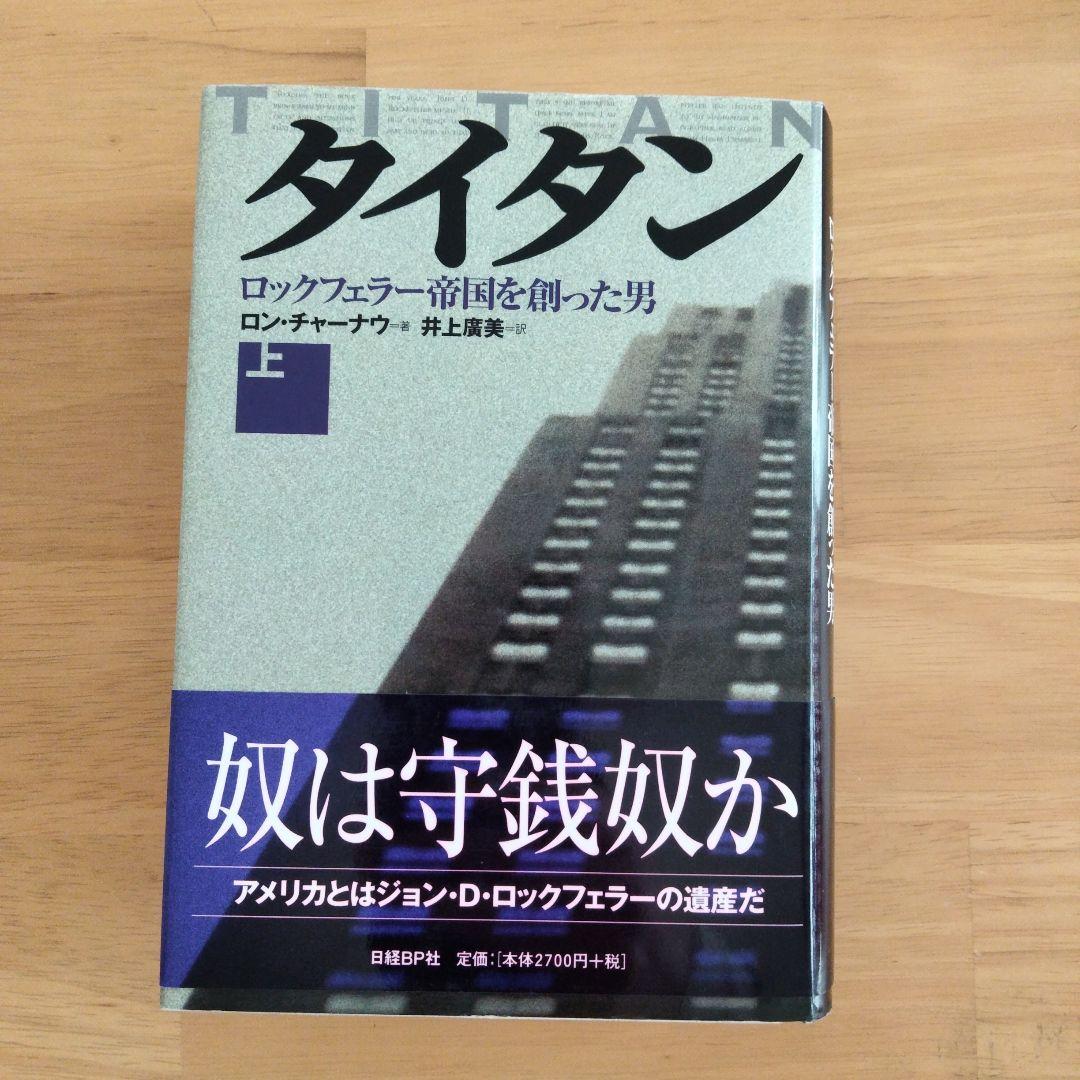 TITAN
タイタン
ロックフェラー帝国を創った男
ロン・チャーナウ=著 井上廣美=訳
上
奴は守銭奴か
アメリカとはジョン・D・ロックフェラーの遺産だ
日経BP社 定価:[本体2700円+税]